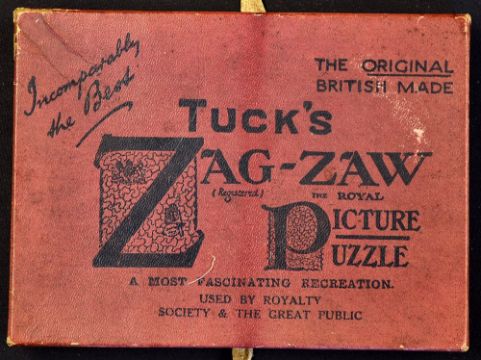 Incomparably
the Best
THE ORIGINAL
BRITISH MADE
TUCK'S
ZAG-ZAW
(Registered) THE ROYAL
PICTURE
PUZZLE
A MOST FASCINATING RECREATION.
USED BY ROYALTY
SOCIETY & THE GREAT PUBLIC